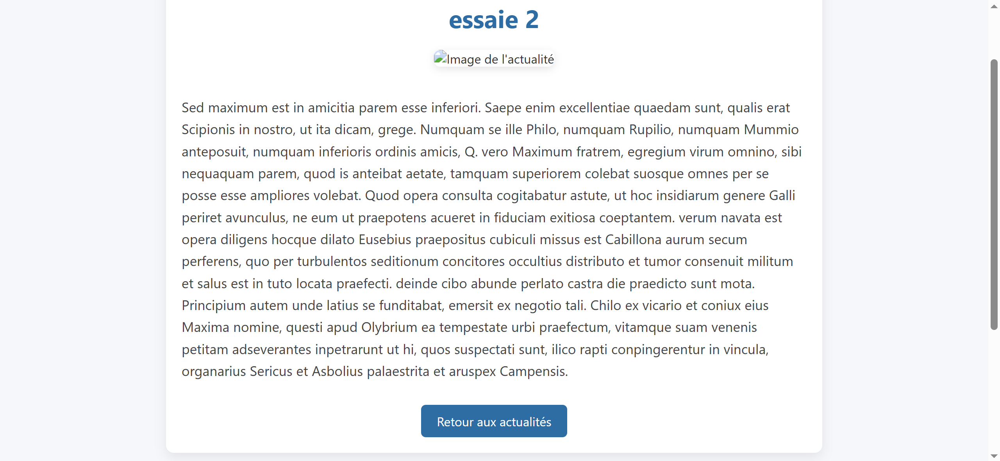 essaie 2
Image de l'actualité
Sed maximum est in amicitia parem esse inferiori. Saepe enim excellentiae quaedam sunt, qualis erat
Scipionis in nostro, ut ita dicam, grege. Numquam se ille Philo, numquam Rupilio, numquam Mummio
anteposuit, numquam inferioris ordinis amicis, Q. vero Maximum fratrem, egregium virum omnino, sibi
nequaquam parem, quod is anteibat aetate, tamquam superiorem colebat suosque omnes per se
posse esse ampliores volebat. Quod opera consulta cogitabatur astute, ut hoc insidiarum genere Galli
periret avunculus, ne eum ut praepotens acueret in fiduciam exitiosa coeptantem. verum navata est
opera diligens hocque dilato Eusebius praepositus cubiculi missus est Cabillona aurum secum
perferens, quo per turbulentos seditionum concitores occultius distributo et tumor consenuit militum
et salus est in tuto locata praefecti. deinde cibo abunde perlato castra die praedicto sunt mota.
Principium autem unde latius se funditabat, emersit ex negotio tali. Chilo ex vicario et coniux eius
Maxima nomine, questi apud Olybrium ea tempestate urbi praefectum, vitamque suam venenis
petitam adseverantes inpetrarunt ut hi, quos suspectati sunt, ilico rapti conpingerentur in vincula,
organarius Sericus et Asbolius palaestrita et aruspex Campensis.
Retour aux actualités